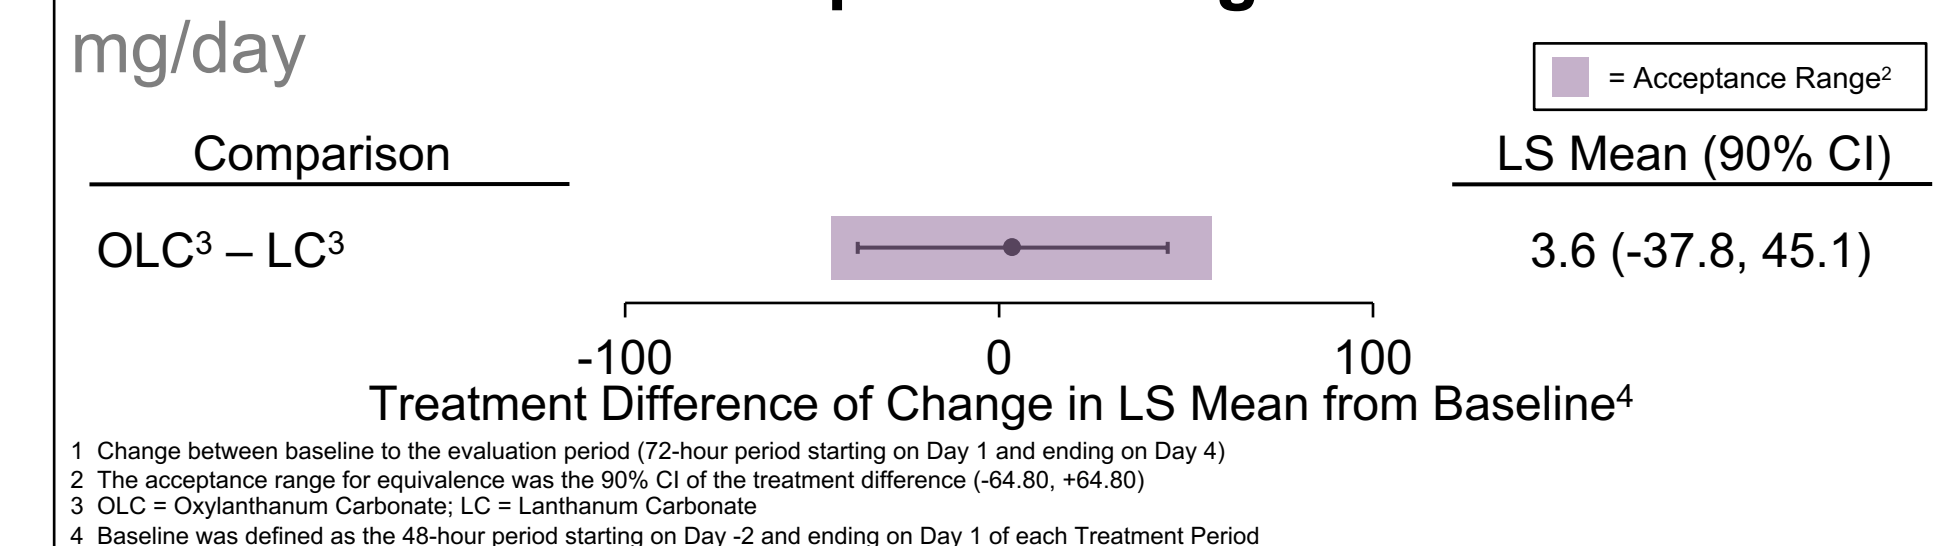 mg/day
= Acceptance Range²
Comparison
LS Mean (90% CI)
OLC³ – LC³
3.6 (-37.8, 45.1)
-100 0 100
Treatment Difference of Change in LS Mean from Baseline⁴
1 Change between baseline to the evaluation period (72-hour period starting on Day 1 and ending on Day 4)
2 The acceptance range for equivalence was the 90% CI of the treatment difference (-64.80, +64.80)
3 OLC = Oxylanthanum Carbonate; LC = Lanthanum Carbonate
4 Baseline was defined as the 48-hour period starting on Day -2 and ending on Day 1 of each Treatment Period